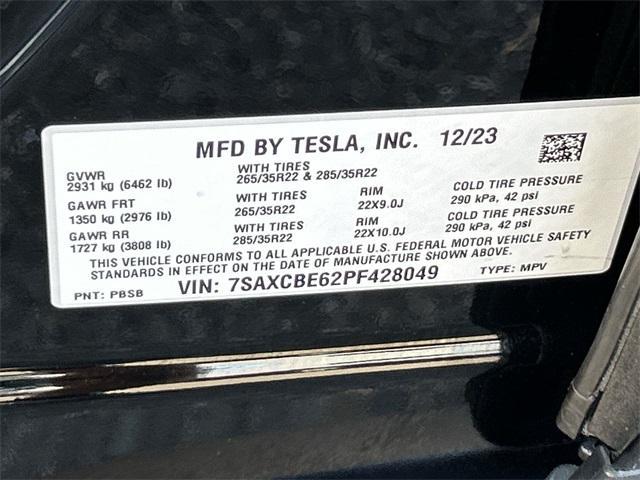 MFD BY TESLA, INC. 12/23
GVWR WITH TIRES
2931 kg (6462 lb) 265/35R22 & 285/35R22
GAWR FRT WITH TIRES RIM COLD TIRE PRESSURE
1350 kg (2976 lb) 265/35R22 22X9.0J 290 kPa, 42 psi
GAWR RR WITH TIRES RIM COLD TIRE PRESSURE
1727 kg (3808 lb) 285/35R22 22X10.0J 290 kPa, 42 psi
THIS VEHICLE CONFORMS TO ALL APPLICABLE U.S. FEDERAL MOTOR VEHICLE SAFETY
STANDARDS IN EFFECT ON THE DATE OF MANUFACTURE SHOWN ABOVE.
PNT: PBSB VIN: 7SAXCBE62PF428049 TYPE: MPV